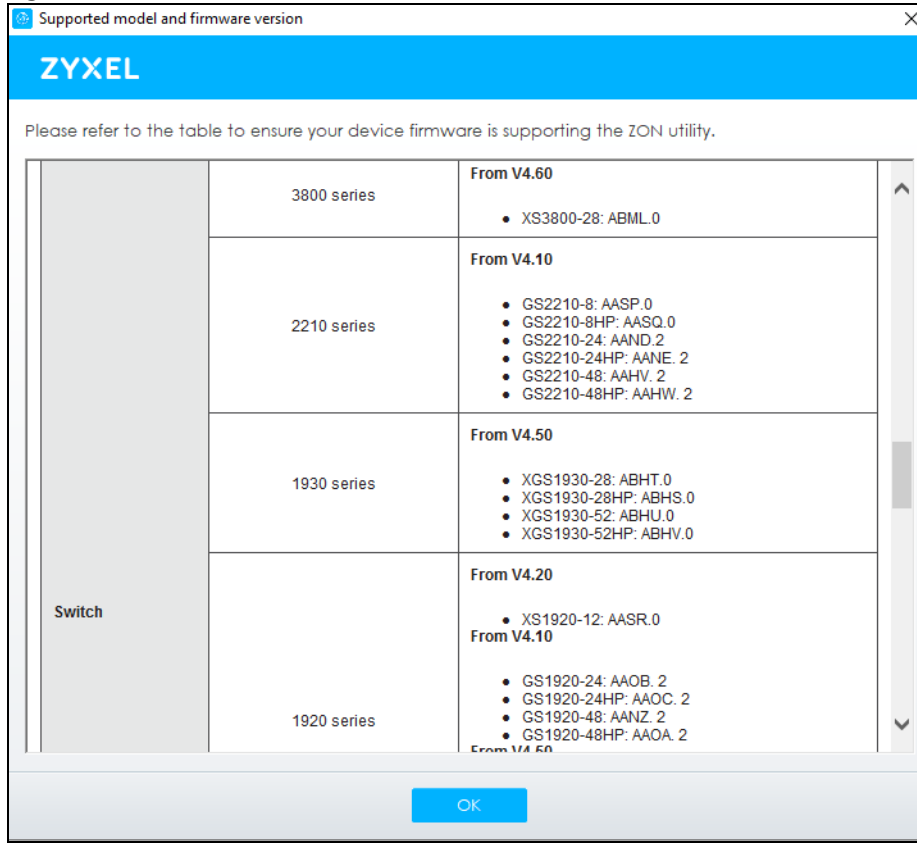 Supported model and firmware version
ZYXEL
Please refer to the table to ensure your device firmware is supporting the ZON utility.
Switch
3800 series
From V4.60
• XS3800-28: ABML.0
2210 series
From V4.10
• GS2210-8: AASP.0
• GS2210-8HP: AASQ.0
• GS2210-24: AAND.2
• GS2210-24HP: AANE. 2
• GS2210-48: AAHV. 2
• GS2210-48HP: AAHW. 2
1930 series
From V4.50
• XGS1930-28: ABHT.0
• XGS1930-28HP: ABHS.0
• XGS1930-52: ABHU.0
• XGS1930-52HP: ABHV.0
1920 series
From V4.20
• XS1920-12: AASR.0
From V4.10
• GS1920-24: AAOB. 2
• GS1920-24HP: AAOC. 2
• GS1920-48: AANZ. 2
• GS1920-48HP: AAOA. 2
From
OK